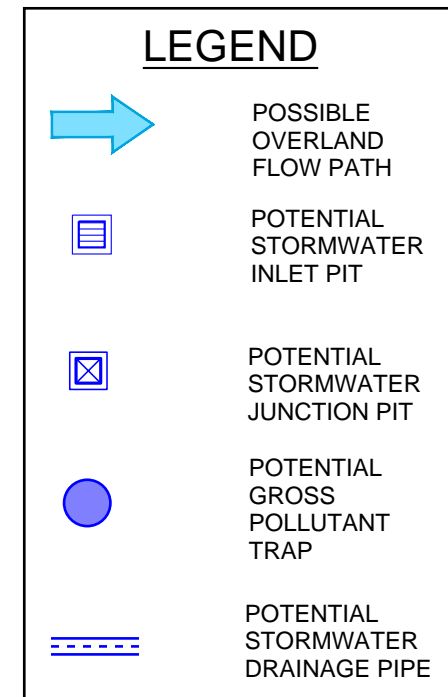 LEGEND
POSSIBLE
OVERLAND
FLOW PATH
POTENTIAL
STORMWATER
INLET PIT
POTENTIAL
STORMWATER
JUNCTION PIT
POTENTIAL
GROSS
POLLUTANT
TRAP
POTENTIAL
STORMWATER
DRAINAGE PIPE